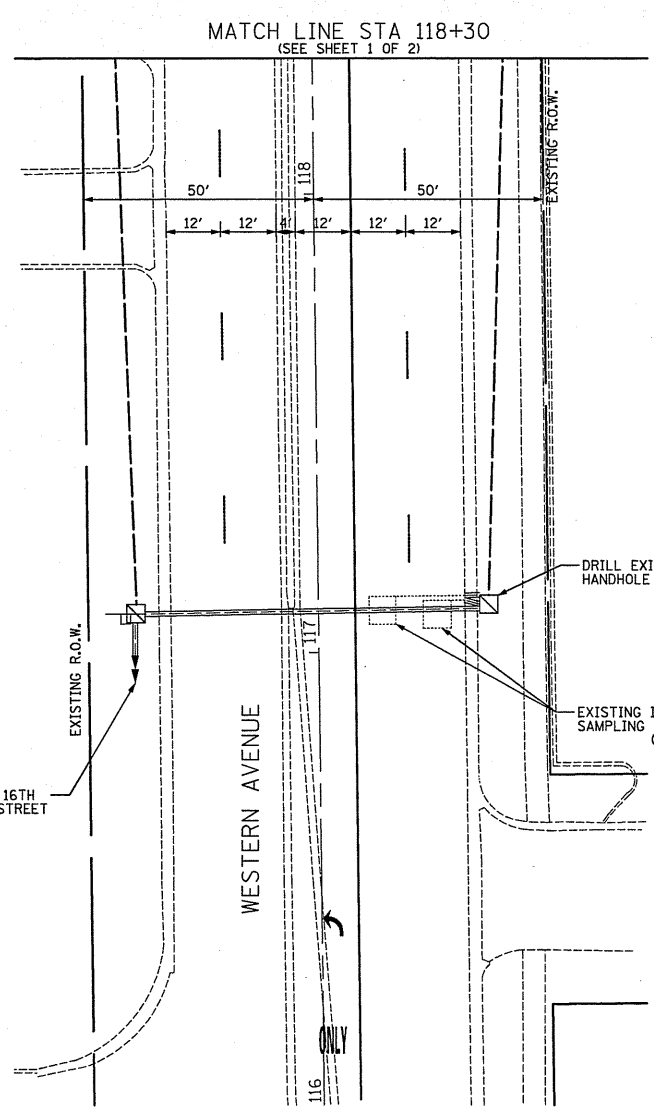 MATCH LINE STA 118+30
(SEE SHEET 1 OF 2)
EXISTING R.O.W.
118
50'
50'
12'
12'
4'
12'
12'
12'
DRILL EXI
HANDHOLE
117
EXISTING R.O.W.
EXISTING
SAMPLING
(
WESTERN AVENUE
16TH
STREET
ONLY
116